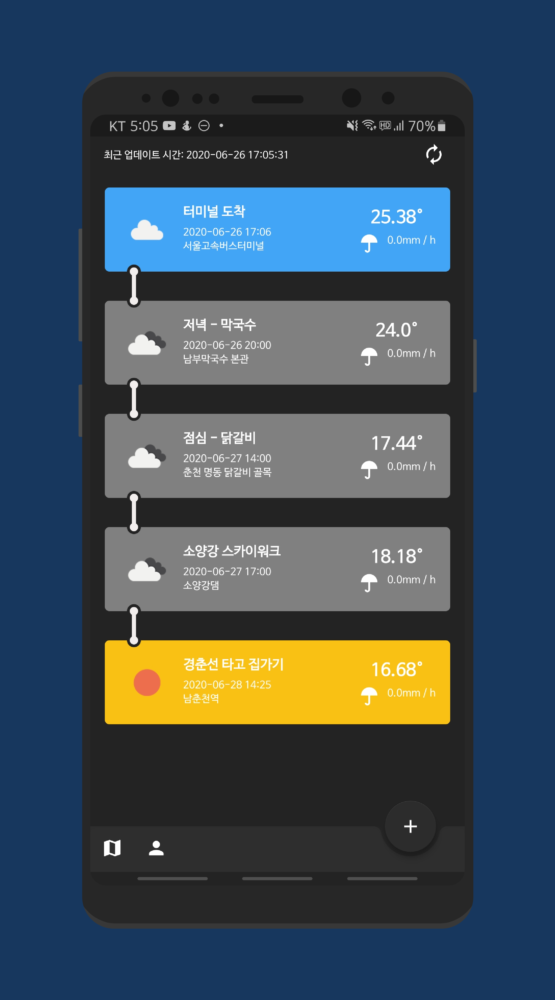 KT 5:05
HD
70%
최근 업데이트 시간: 2020-06-26 17:05:31
터미널 도착
2020-06-26 17:06
서울고속버스터미널
25.38°
0.0mm / h
저녁 - 막국수
2020-06-26 20:00
남부막국수 본관
24.0°
0.0mm / h
점심 - 닭갈비
2020-06-27 14:00
춘천 명동 닭갈비 골목
17.44°
0.0mm / h
소양강 스카이워크
2020-06-27 17:00
소양강댐
18.18°
0.0mm / h
경춘선 타고 집가기
2020-06-28 14:25
남춘천역
16.68°
0.0mm / h